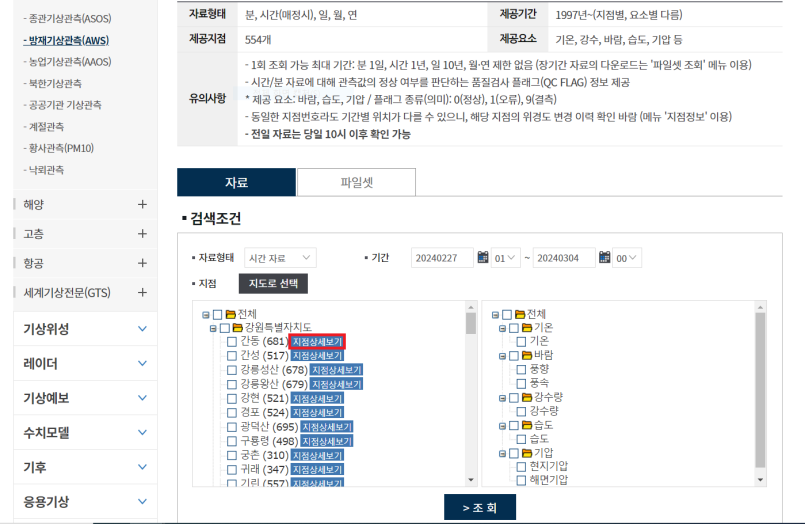 - 종관기상관측(ASOS)
- 방재기상관측(AWS)
- 농업기상관측(AAOS)
- 북한기상관측
- 공공기관 기상관측
- 계절관측
- 황사관측(PM10)
- 낙뢰관측
해양 +
고층 +
항공 +
세계기상전문(GTS) +
기상위성
레이더
기상예보
수치모델
기후
응용기상
자료형태 분, 시간(매정시), 일, 월, 연 제공기간 1997년~(지점별, 요소별 다름)
제공지점 554개 제공요소 기온, 강수, 바람, 습도, 기압 등
유의사항
- 1회 조회 가능 최대 기간: 분 1일, 시간 1년, 일 10년, 월·연 제한 없음 (장기간 자료의 다운로드는 '파일셋 조회' 메뉴 이용)
- 시간/분 자료에 대해 관측값의 정상 여부를 판단하는 품질검사 플래그(QC FLAG) 정보 제공
* 제공 요소: 바람, 습도, 기압 / 플래그 종류(의미): 0(정상), 1(오류), 9(결측)
- 동일한 지점번호라도 기간별 위치가 다를 수 있으니, 해당 지점의 위경도 변경 이력 확인 바람 (메뉴 '지점정보' 이용)
- 전일 자료는 당일 10시 이후 확인 가능
자료 파일셋
검색조건
자료형태 시간 자료 기간 20240227 01 ~ 20240304 00
지점 지도로 선택
전체
강원특별자치도
간동 (681) 지점상세보기
간성 (517) 지점상세보기
강릉성산 (678) 지점상세보기
강릉왕산 (679) 지점상세보기
강현 (521) 지점상세보기
경포 (524) 지점상세보기
광덕산 (695) 지점상세보기
구룡령 (498) 지점상세보기
궁촌 (310) 지점상세보기
귀래 (347) 지점상세보기
기린 (557) 지점상세보기
전체
기온
기온
바람
풍향
풍속
강수량
강수량
습도
습도
기압
현지기압
해면기압
> 조 회